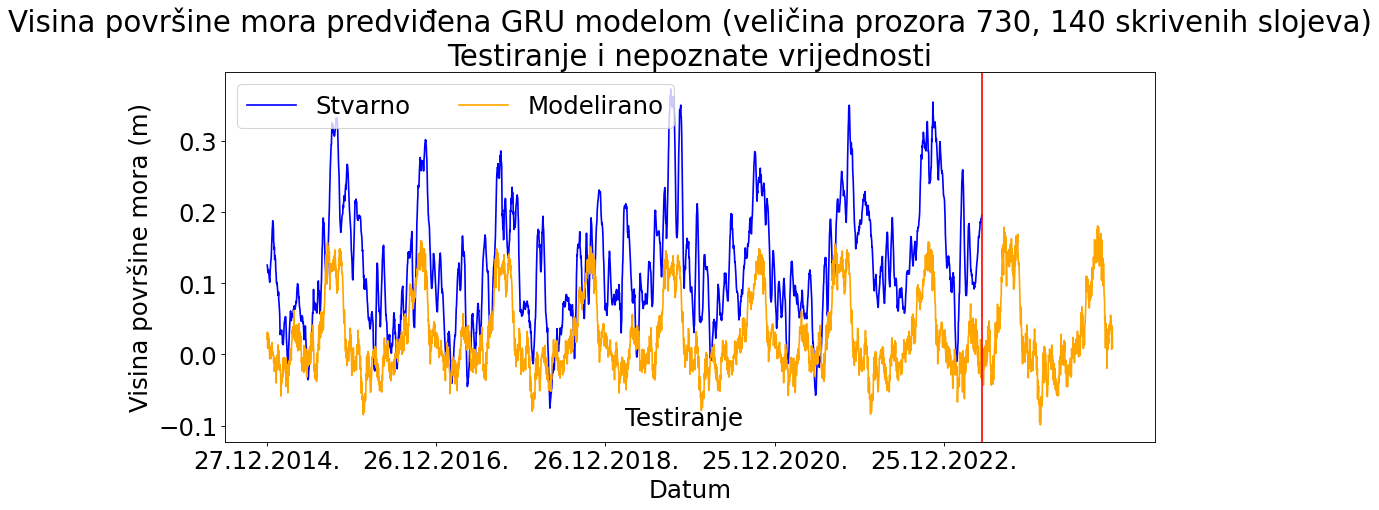 Visina površine mora predviđena GRU modelom (veličina prozora 730, 140 skrivenih slojeva)
Testiranje i nepoznate vrijednosti
Stvarno Modelirano
Visina površine mora (m)
0.3
0.2
0.1
0.0
−0.1
Testiranje
27.12.2014. 26.12.2016. 26.12.2018. 25.12.2020. 25.12.2022.
Datum